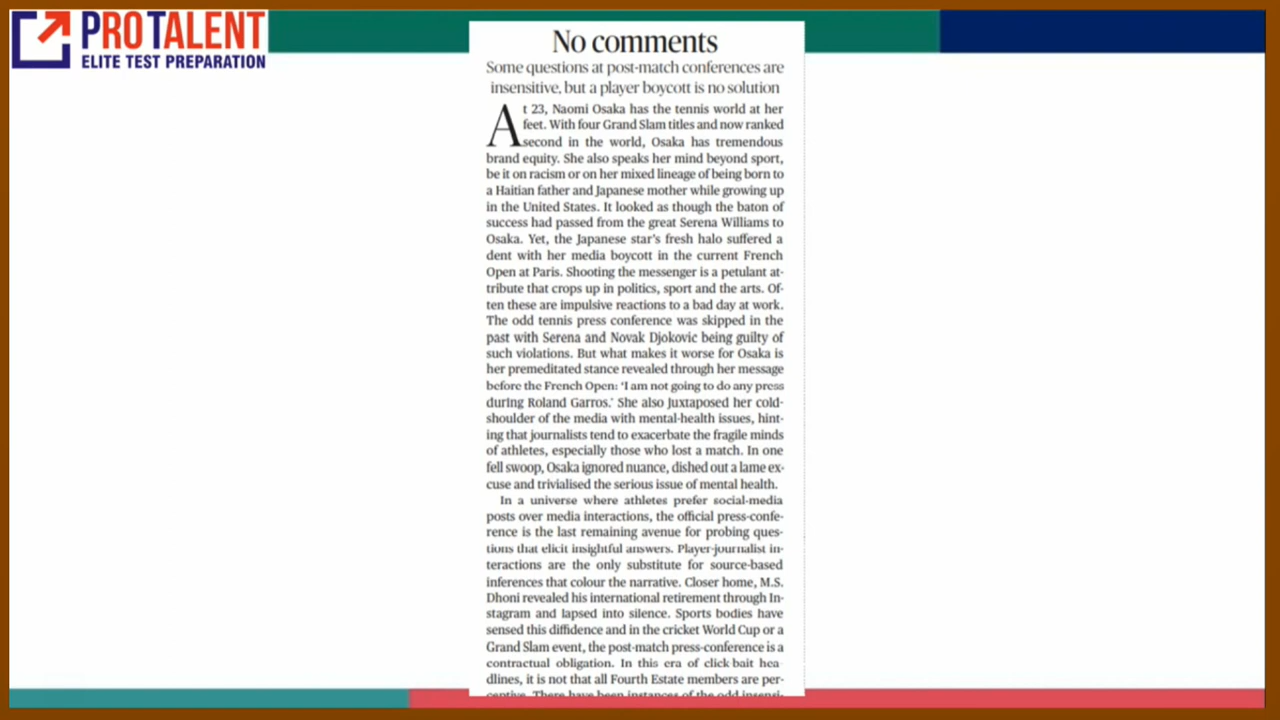 PROTALENT
ELITE TEST PREPARATION
No comments
Some questions at post-match conferences are
insensitive, but a player boycott is no solution
At 23, Naomi Osaka has the tennis world at her
feet. With four Grand Slam titles and now ranked
second in the world, Osaka has tremendous
brand equity. She also speaks her mind beyond sport,
be it on racism or on her mixed lineage of being born to
a Haitian father and Japanese mother while growing up
in the United States. It looked as though the baton of
success had passed from the great Serena Williams to
Osaka. Yet, the Japanese star's fresh halo suffered a
dent with her media boycott in the current French
Open at Paris. Shooting the messenger is a petulant at-
tribute that crops up in politics, sport and the arts. Of-
ten these are impulsive reactions to a bad day at work.
The odd tennis press conference was skipped in the
past with Serena and Novak Djokovic being guilty of
such violations. But what makes it worse for Osaka is
her premeditated stance revealed through her message
before the French Open: 'I am not going to do any press
during Roland Garros.' She also juxtaposed her cold-
shoulder of the media with mental-health issues, hint-
ing that journalists tend to exacerbate the fragile minds
of athletes, especially those who lost a match. In one
fell swoop, Osaka ignored nuance, dished out a lame ex-
cuse and trivialised the serious issue of mental health.
In a universe where athletes prefer social-media
posts over media interactions, the official press-confe-
rence is the last remaining avenue for probing ques-
tions that elicit insightful answers. Player-journalist in-
teractions are the only substitute for source-based
inferences that colour the narrative. Closer home, M.S.
Dhoni revealed his international retirement through In-
stagram and lapsed into silence. Sports bodies have
sensed this diffidence and in the cricket World Cup or a
Grand Slam event, the post-match press-conference is a
contractual obligation. In this era of click bait hea
dlines, it is not that all Fourth Estate members are per-
ceptive. There have been instances of the odd insensi-